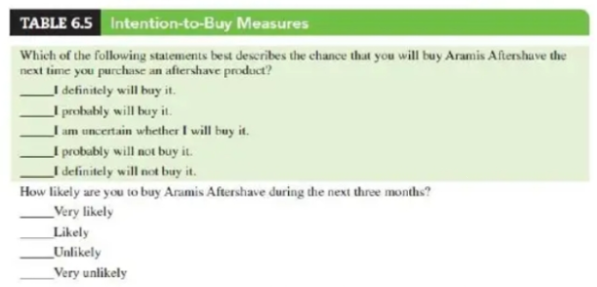 TABLE 6.5 Intention-to-Buy Measures
Which of the following statements best describes the chance that you will buy Aramis Aftershave the
next time you purchase an aftershave product?
_____I definitely will buy it.
_____I probably will buy it.
_____I am uncertain whether I will buy it.
_____I probably will not buy it.
_____I definitely will not buy it.
How likely are you to buy Aramis Aftershave during the next three months?
_____Very likely
_____Likely
_____Unlikely
_____Very unlikely